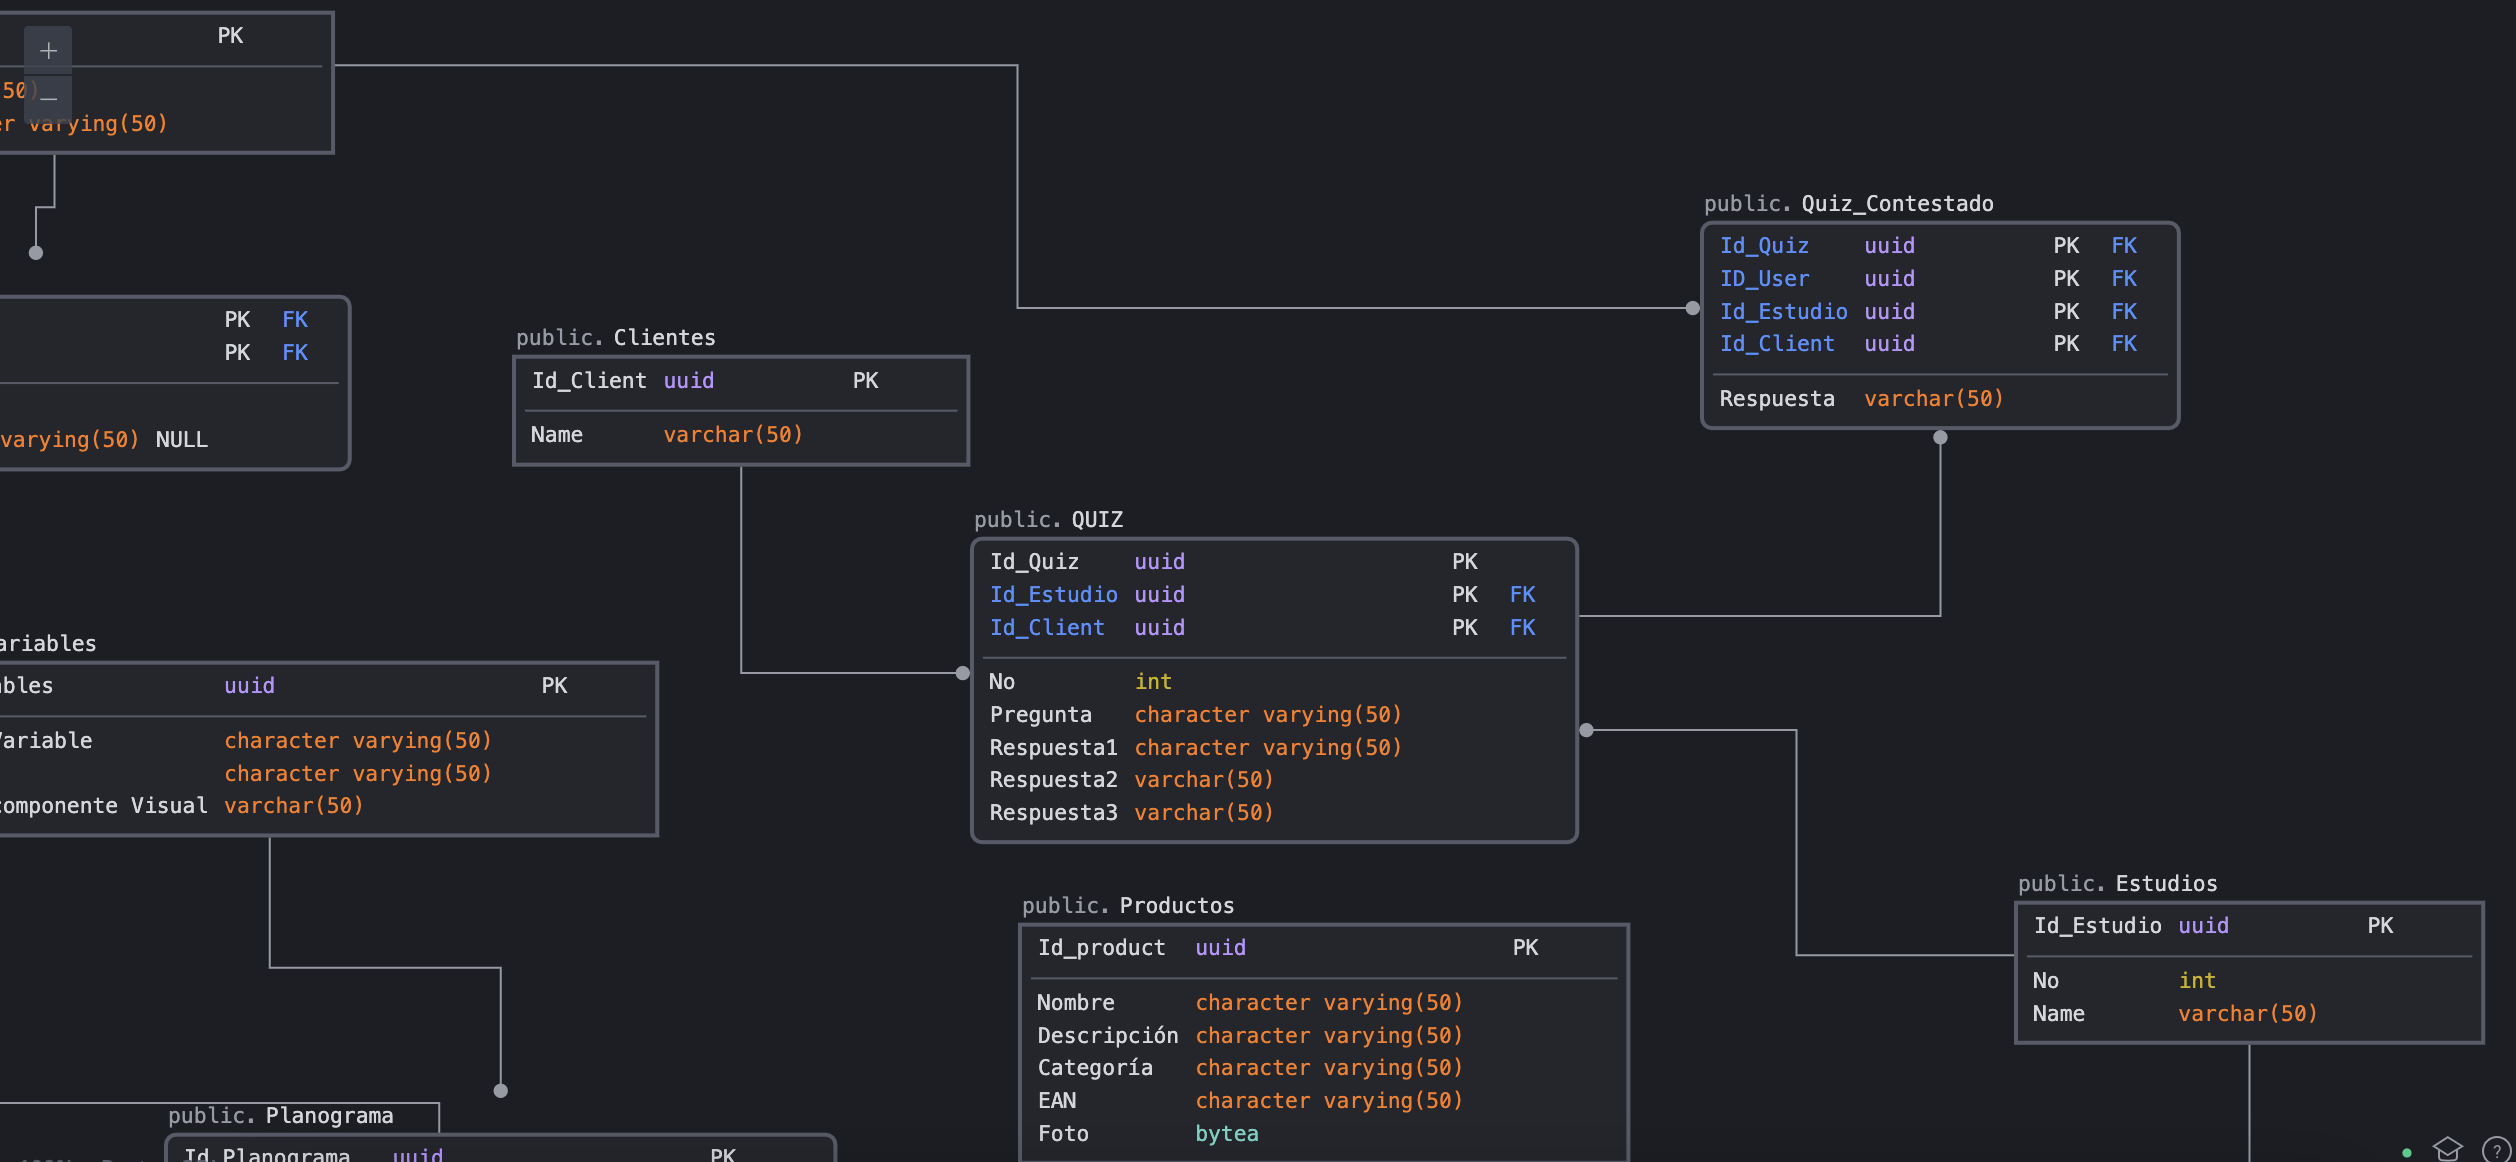 PK
+
50)
–
er varying(50)
PK FK
PK FK
varying(50) NULL
public. Clientes
Id_Client uuid PK
Name varchar(50)
public. Quiz_Contestado
Id_Quiz uuid PK FK
ID_User uuid PK FK
Id_Estudio uuid PK FK
Id_Client uuid PK FK
Respuesta varchar(50)
public. QUIZ
Id_Quiz uuid PK
Id_Estudio uuid PK FK
Id_Client uuid PK FK
No int
Pregunta character varying(50)
Respuesta1 character varying(50)
Respuesta2 varchar(50)
Respuesta3 varchar(50)
ariables
bles uuid PK
Variable character varying(50)
character varying(50)
omponente Visual varchar(50)
public. Productos
Id_product uuid PK
Nombre character varying(50)
Descripción character varying(50)
Categoría character varying(50)
EAN character varying(50)
Foto bytea
public. Estudios
Id_Estudio uuid PK
No int
Name varchar(50)
public. Planograma
Id_Planograma uuid PK
?